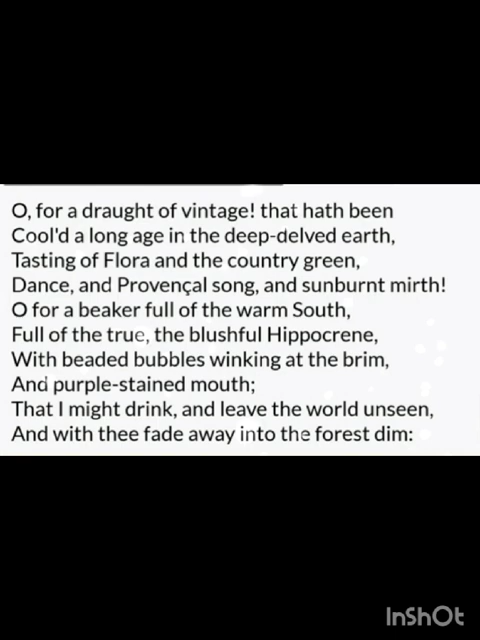 O, for a draught of vintage! that hath been
Cool'd a long age in the deep-delved earth,
Tasting of Flora and the country green,
Dance, and Provençal song, and sunburnt mirth!
O for a beaker full of the warm South,
Full of the true, the blushful Hippocrene,
With beaded bubbles winking at the brim,
And purple-stained mouth;
That I might drink, and leave the world unseen,
And with thee fade away into the forest dim:
InShOt